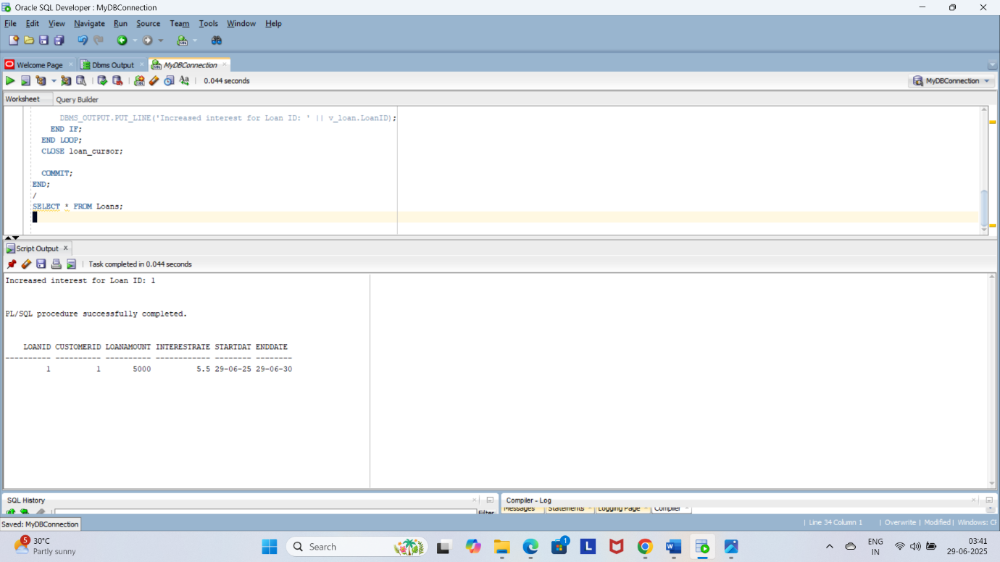 Oracle SQL Developer : MyDBConnection
File Edit View Navigate Run Source Team Tools Window Help
Welcome Page Dbms Output MyDBConnection
0.044 seconds MyDBConnection
Worksheet Query Builder
DBMS_OUTPUT.PUT_LINE('Increased interest for Loan ID: ' || v_loan.LoanID);
END IF;
END LOOP;
CLOSE loan_cursor;
COMMIT;
END;
/
SELECT * FROM Loans;
Script Output x
Task completed in 0.044 seconds
Increased interest for Loan ID: 1
PL/SQL procedure successfully completed.
LOANID CUSTOMERID LOANAMOUNT INTERESTRATE STARTDAT ENDDATE
---------- ---------- ---------- ------------ -------- --------
1 1 5000 5.5 29-06-25 29-06-30
SQL History Compiler - Log
Filter Messages Statements Logging Page Compiler
Saved: MyDBConnection | Line 34 Column 1 | Overwrite | Modified | Windows:
5 30°C
Partly sunny
Search
1
ENG
IN
03:41
29-06-2025